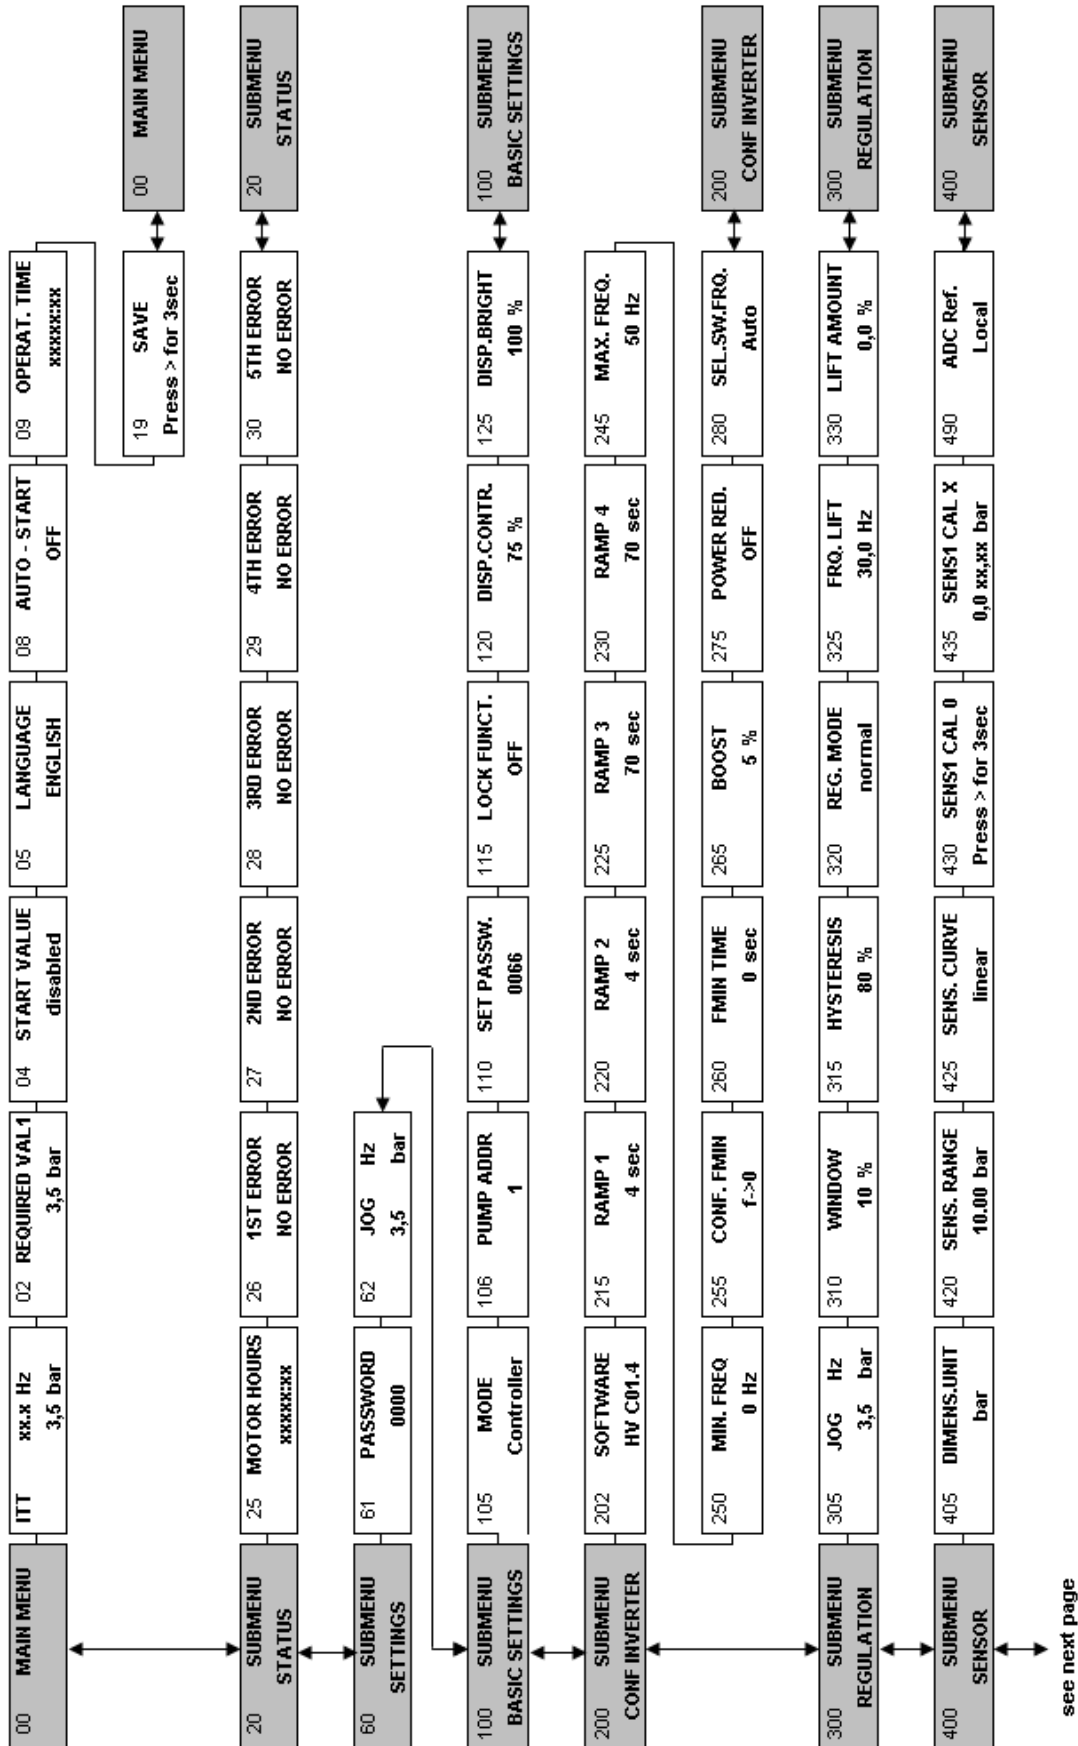 00 MAIN MENU
ITT xx.x Hz
3,5 bar
02 REQUIRED VAL1
3,5 bar
04 START VALUE
disabled
05 LANGUAGE
ENGLISH
08 AUTO - START
OFF
09 OPERAT. TIME
xxxxx:xx
19 SAVE
Press > for 3sec
00 MAIN MENU
20 SUBMENU
STATUS
25 MOTOR HOURS
xxxxx:xx
26 1ST ERROR
NO ERROR
27 2ND ERROR
NO ERROR
28 3RD ERROR
NO ERROR
29 4TH ERROR
NO ERROR
30 5TH ERROR
NO ERROR
20 SUBMENU
STATUS
60 SUBMENU
SETTINGS
61 PASSWORD
0000
62 JOG Hz
3,5 bar
100 SUBMENU
BASIC SETTINGS
105 MODE
Controller
106 PUMP ADDR
1
110 SET PASSW.
0066
115 LOCK FUNCT.
OFF
120 DISP.CONTR.
75 %
125 DISP.BRIGHT
100 %
100 SUBMENU
BASIC SETTINGS
200 SUBMENU
CONF INVERTER
202 SOFTWARE
HV C01.4
215 RAMP 1
4 sec
220 RAMP 2
4 sec
225 RAMP 3
70 sec
230 RAMP 4
70 sec
245 MAX. FREQ.
50 Hz
250 MIN. FREQ
0 Hz
255 CONF. FMIN
f->0
260 FMIN TIME
0 sec
265 BOOST
5 %
275 POWER RED.
OFF
280 SEL.SW.FRQ.
Auto
200 SUBMENU
CONF INVERTER
300 SUBMENU
REGULATION
305 JOG Hz
3,5 bar
310 WINDOW
10 %
315 HYSTERESIS
80 %
320 REG. MODE
normal
325 FRQ. LIFT
30,0 Hz
330 LIFT AMOUNT
0,0 %
300 SUBMENU
REGULATION
400 SUBMENU
SENSOR
405 DIMENS.UNIT
bar
420 SENS. RANGE
10.00 bar
425 SENS. CURVE
linear
430 SENS1 CAL 0
Press > for 3sec
435 SENS1 CAL X
0,0 xx,xx bar
490 ADC Ref.
Local
400 SUBMENU
SENSOR
see next page